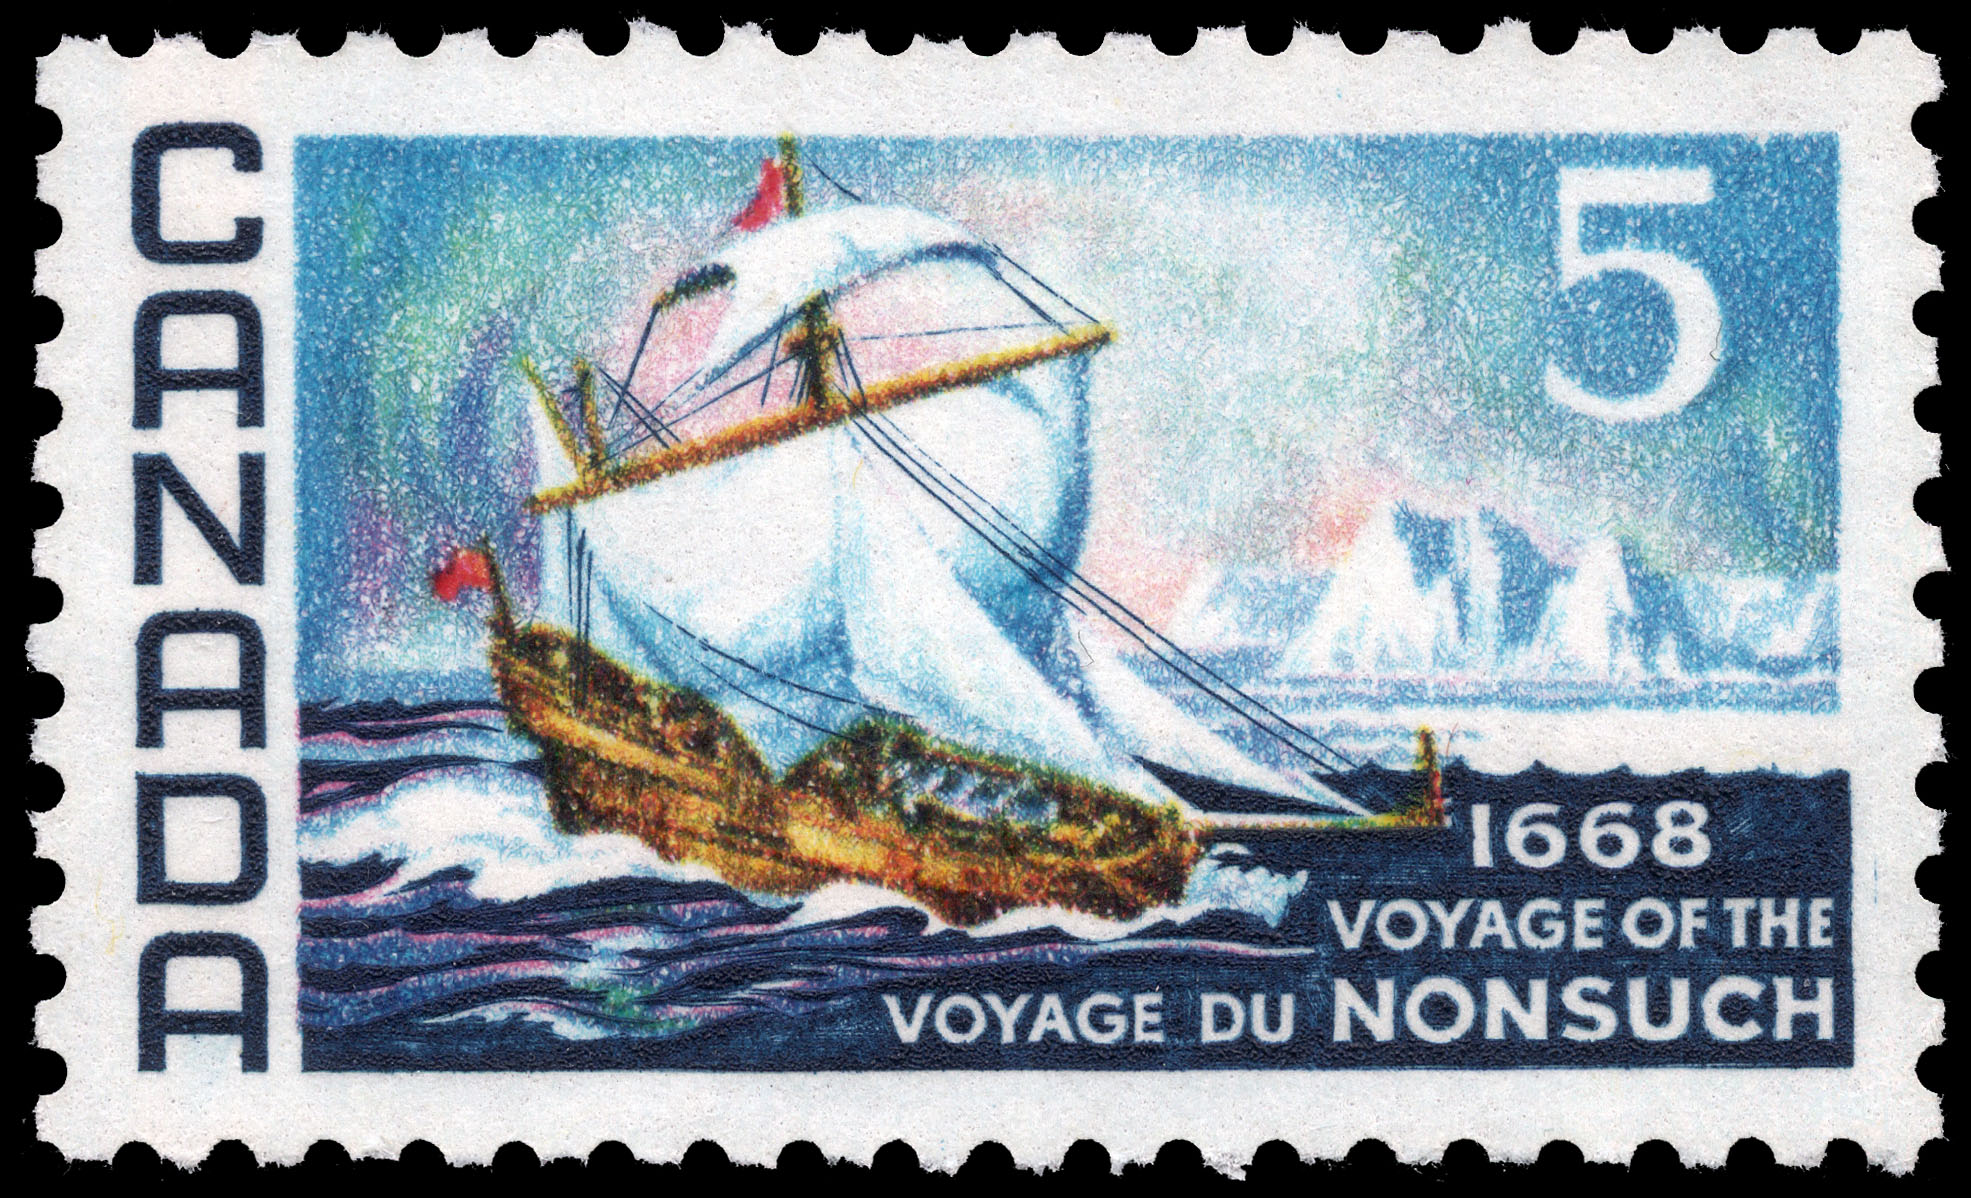 CANADA
5
1668
VOYAGE OF THE
VOYAGE DU NONSUCH